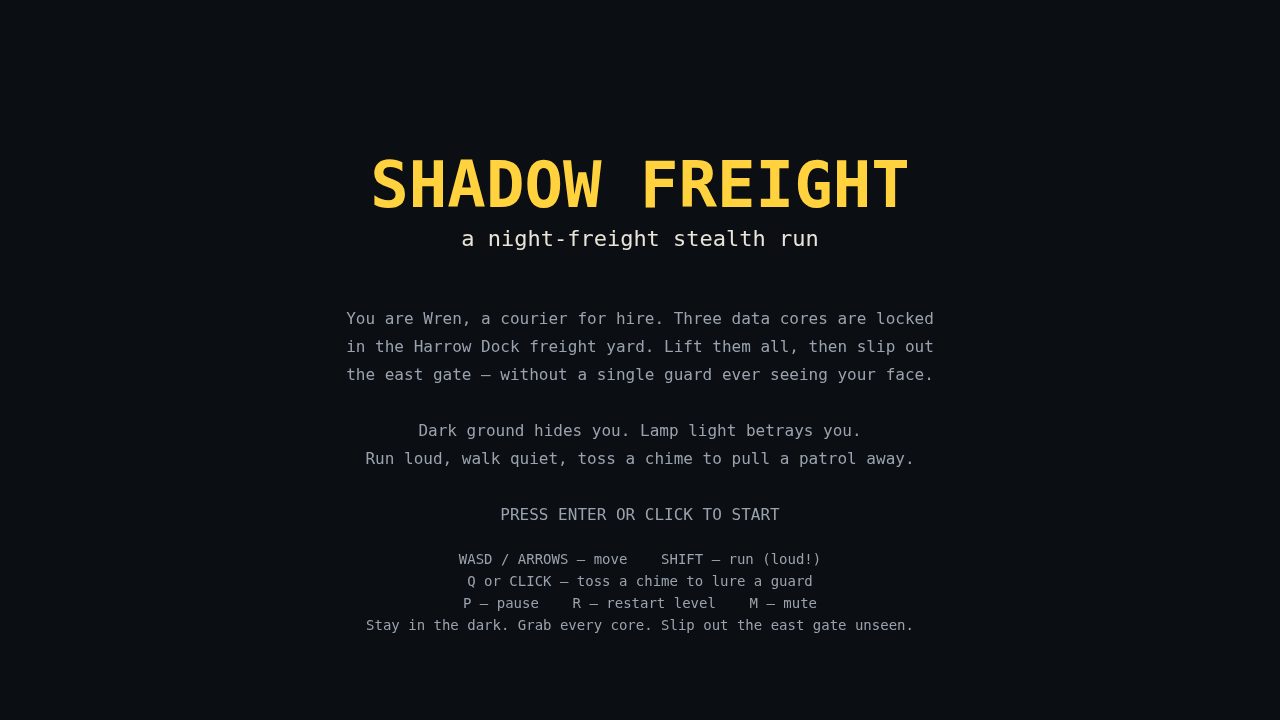 SHADOW FREIGHT
a night-freight stealth run
You are Wren, a courier for hire. Three data cores are locked
in the Harrow Dock freight yard. Lift them all, then slip out
the east gate — without a single guard ever seeing your face.
Dark ground hides you. Lamp light betrays you.
Run loud, walk quiet, toss a chime to pull a patrol away.
PRESS ENTER OR CLICK TO START
WASD / ARROWS — move    SHIFT — run (loud!)
Q or CLICK — toss a chime to lure a guard
P — pause    R — restart level    M — mute
Stay in the dark. Grab every core. Slip out the east gate unseen.